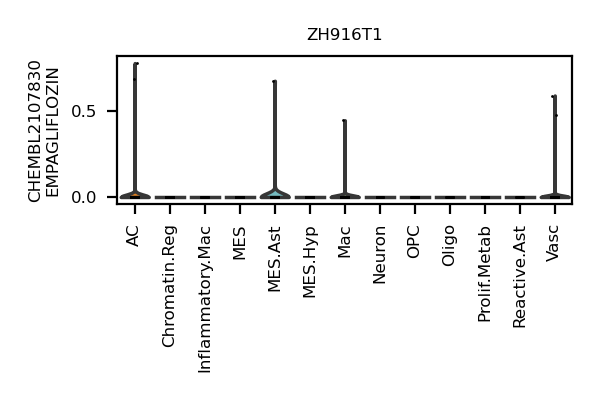 ZH916T1
CHEMBL2107830
EMPAGLIFLOZIN
0.5
0.0
AC
Chromatin.Reg
Inflammatory.Mac
MES
MES.Ast
MES.Hyp
Mac
Neuron
OPC
Oligo
Prolif.Metab
Reactive.Ast
Vasc